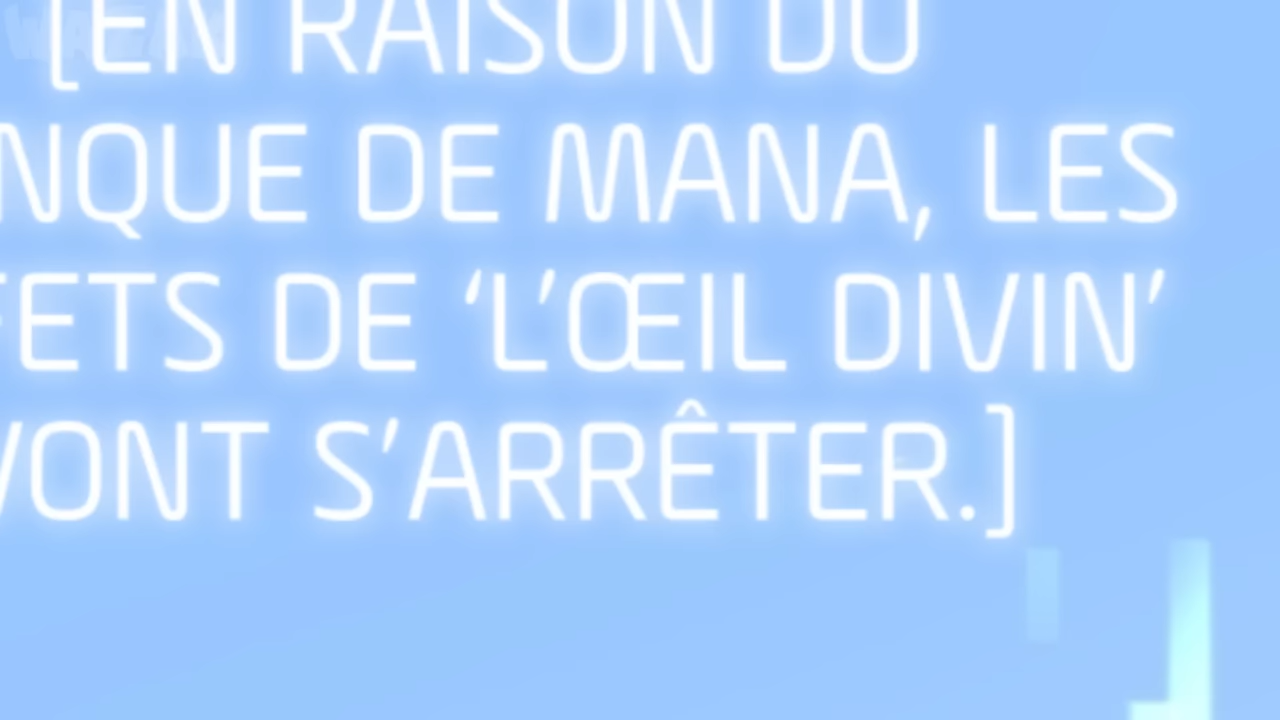 [EN RAISON DU
NQUE DE MANA, LES
FETS DE ‘L’ŒIL DIVIN’
VONT S’ARRÊTER.]